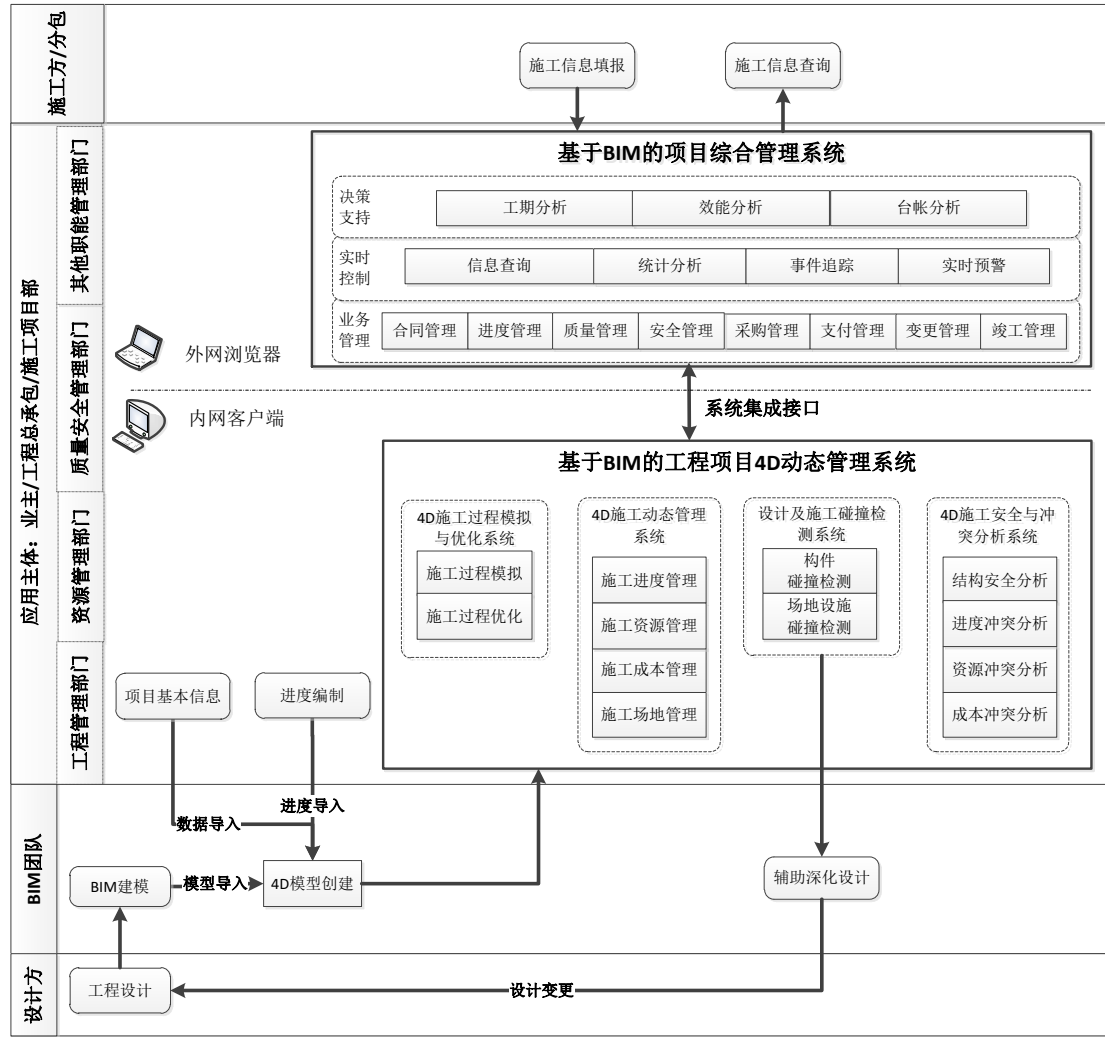 施工方/分包
施工信息填报
施工信息查询
应用主体：业主/工程总承包/施工项目部
其他职能管理部门
质量安全管理部门
资源管理部门
工程管理部门
基于BIM的项目综合管理系统
决策
支持
工期分析
效能分析
台帐分析
实时
控制
信息查询
统计分析
事件追踪
实时预警
业务
管理
合同管理
进度管理
质量管理
安全管理
采购管理
支付管理
变更管理
竣工管理
外网浏览器
内网客户端
系统集成接口
基于BIM的工程项目4D动态管理系统
4D施工过程模拟
与优化系统
施工过程模拟
施工过程优化
4D施工动态管理
系统
施工进度管理
施工资源管理
施工成本管理
施工场地管理
设计及施工碰撞检
测系统
构件
碰撞检测
场地设施
碰撞检测
4D施工安全与冲
突分析系统
结构安全分析
进度冲突分析
资源冲突分析
成本冲突分析
项目基本信息
进度编制
BIM团队
进度导入
数据导入
BIM建模
模型导入
4D模型创建
辅助深化设计
设计方
工程设计
设计变更